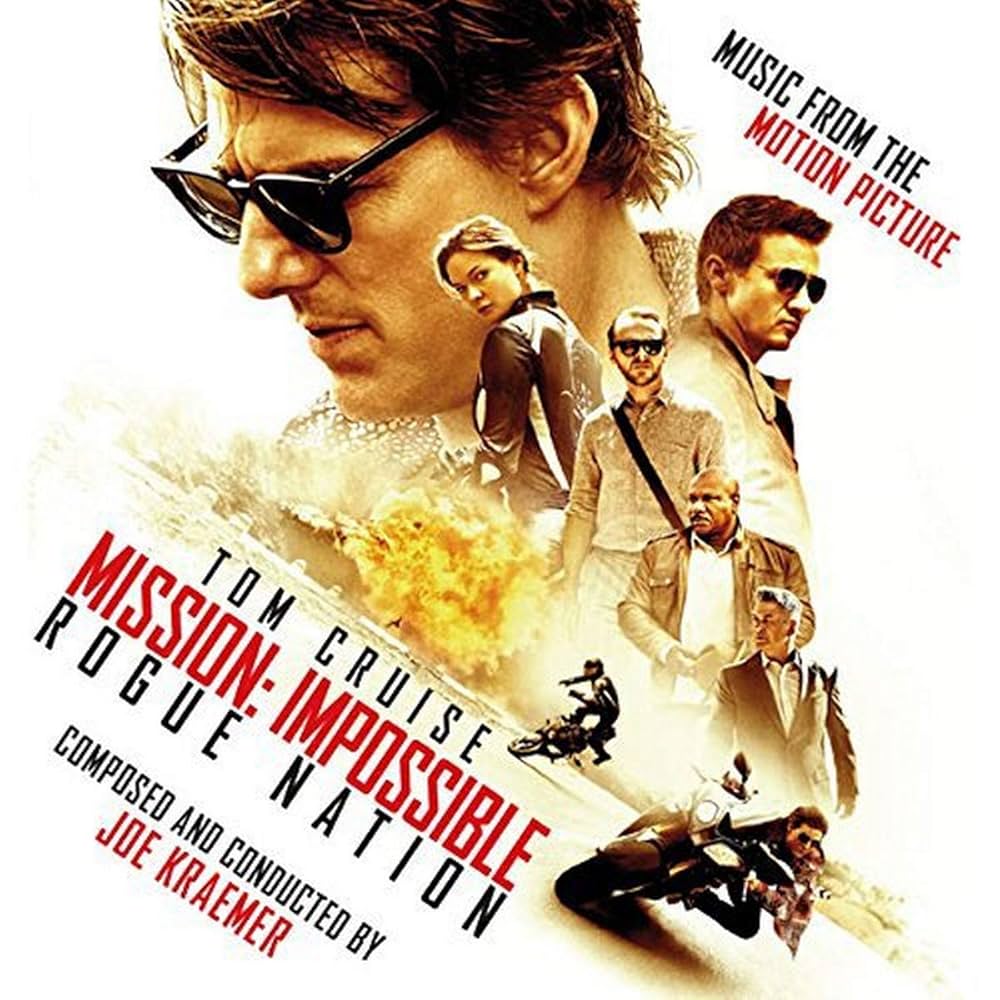 MUSIC FROM THE
MOTION PICTURE
TOM CRUISE
MISSION: IMPOSSIBLE
ROGUE NATION
COMPOSED AND CONDUCTED BY
JOE KRAEMER